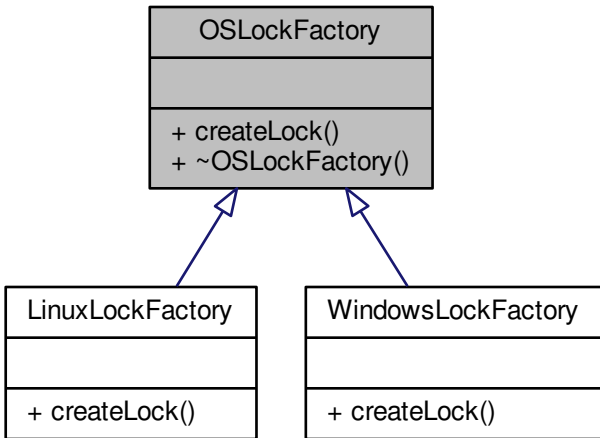 OSLockFactory
+ createLock()
+ ~OSLockFactory()
LinuxLockFactory
+ createLock()
WindowsLockFactory
+ createLock()